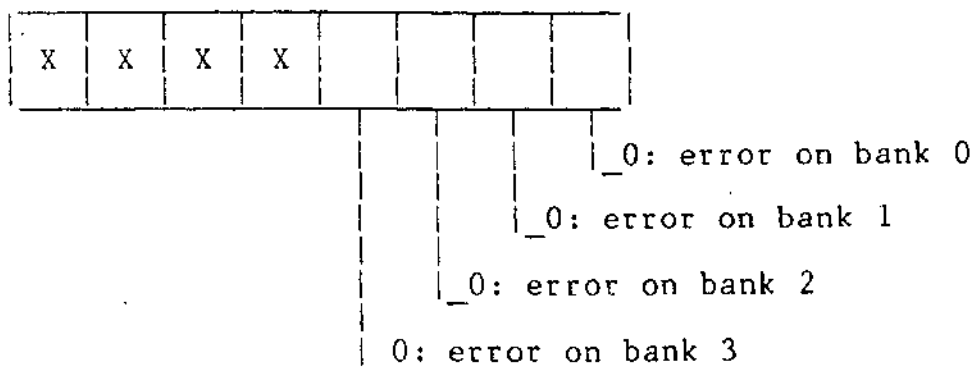 X X X X
_0: error on bank 0
_0: error on bank 1
_0: error on bank 2
0: error on bank 3